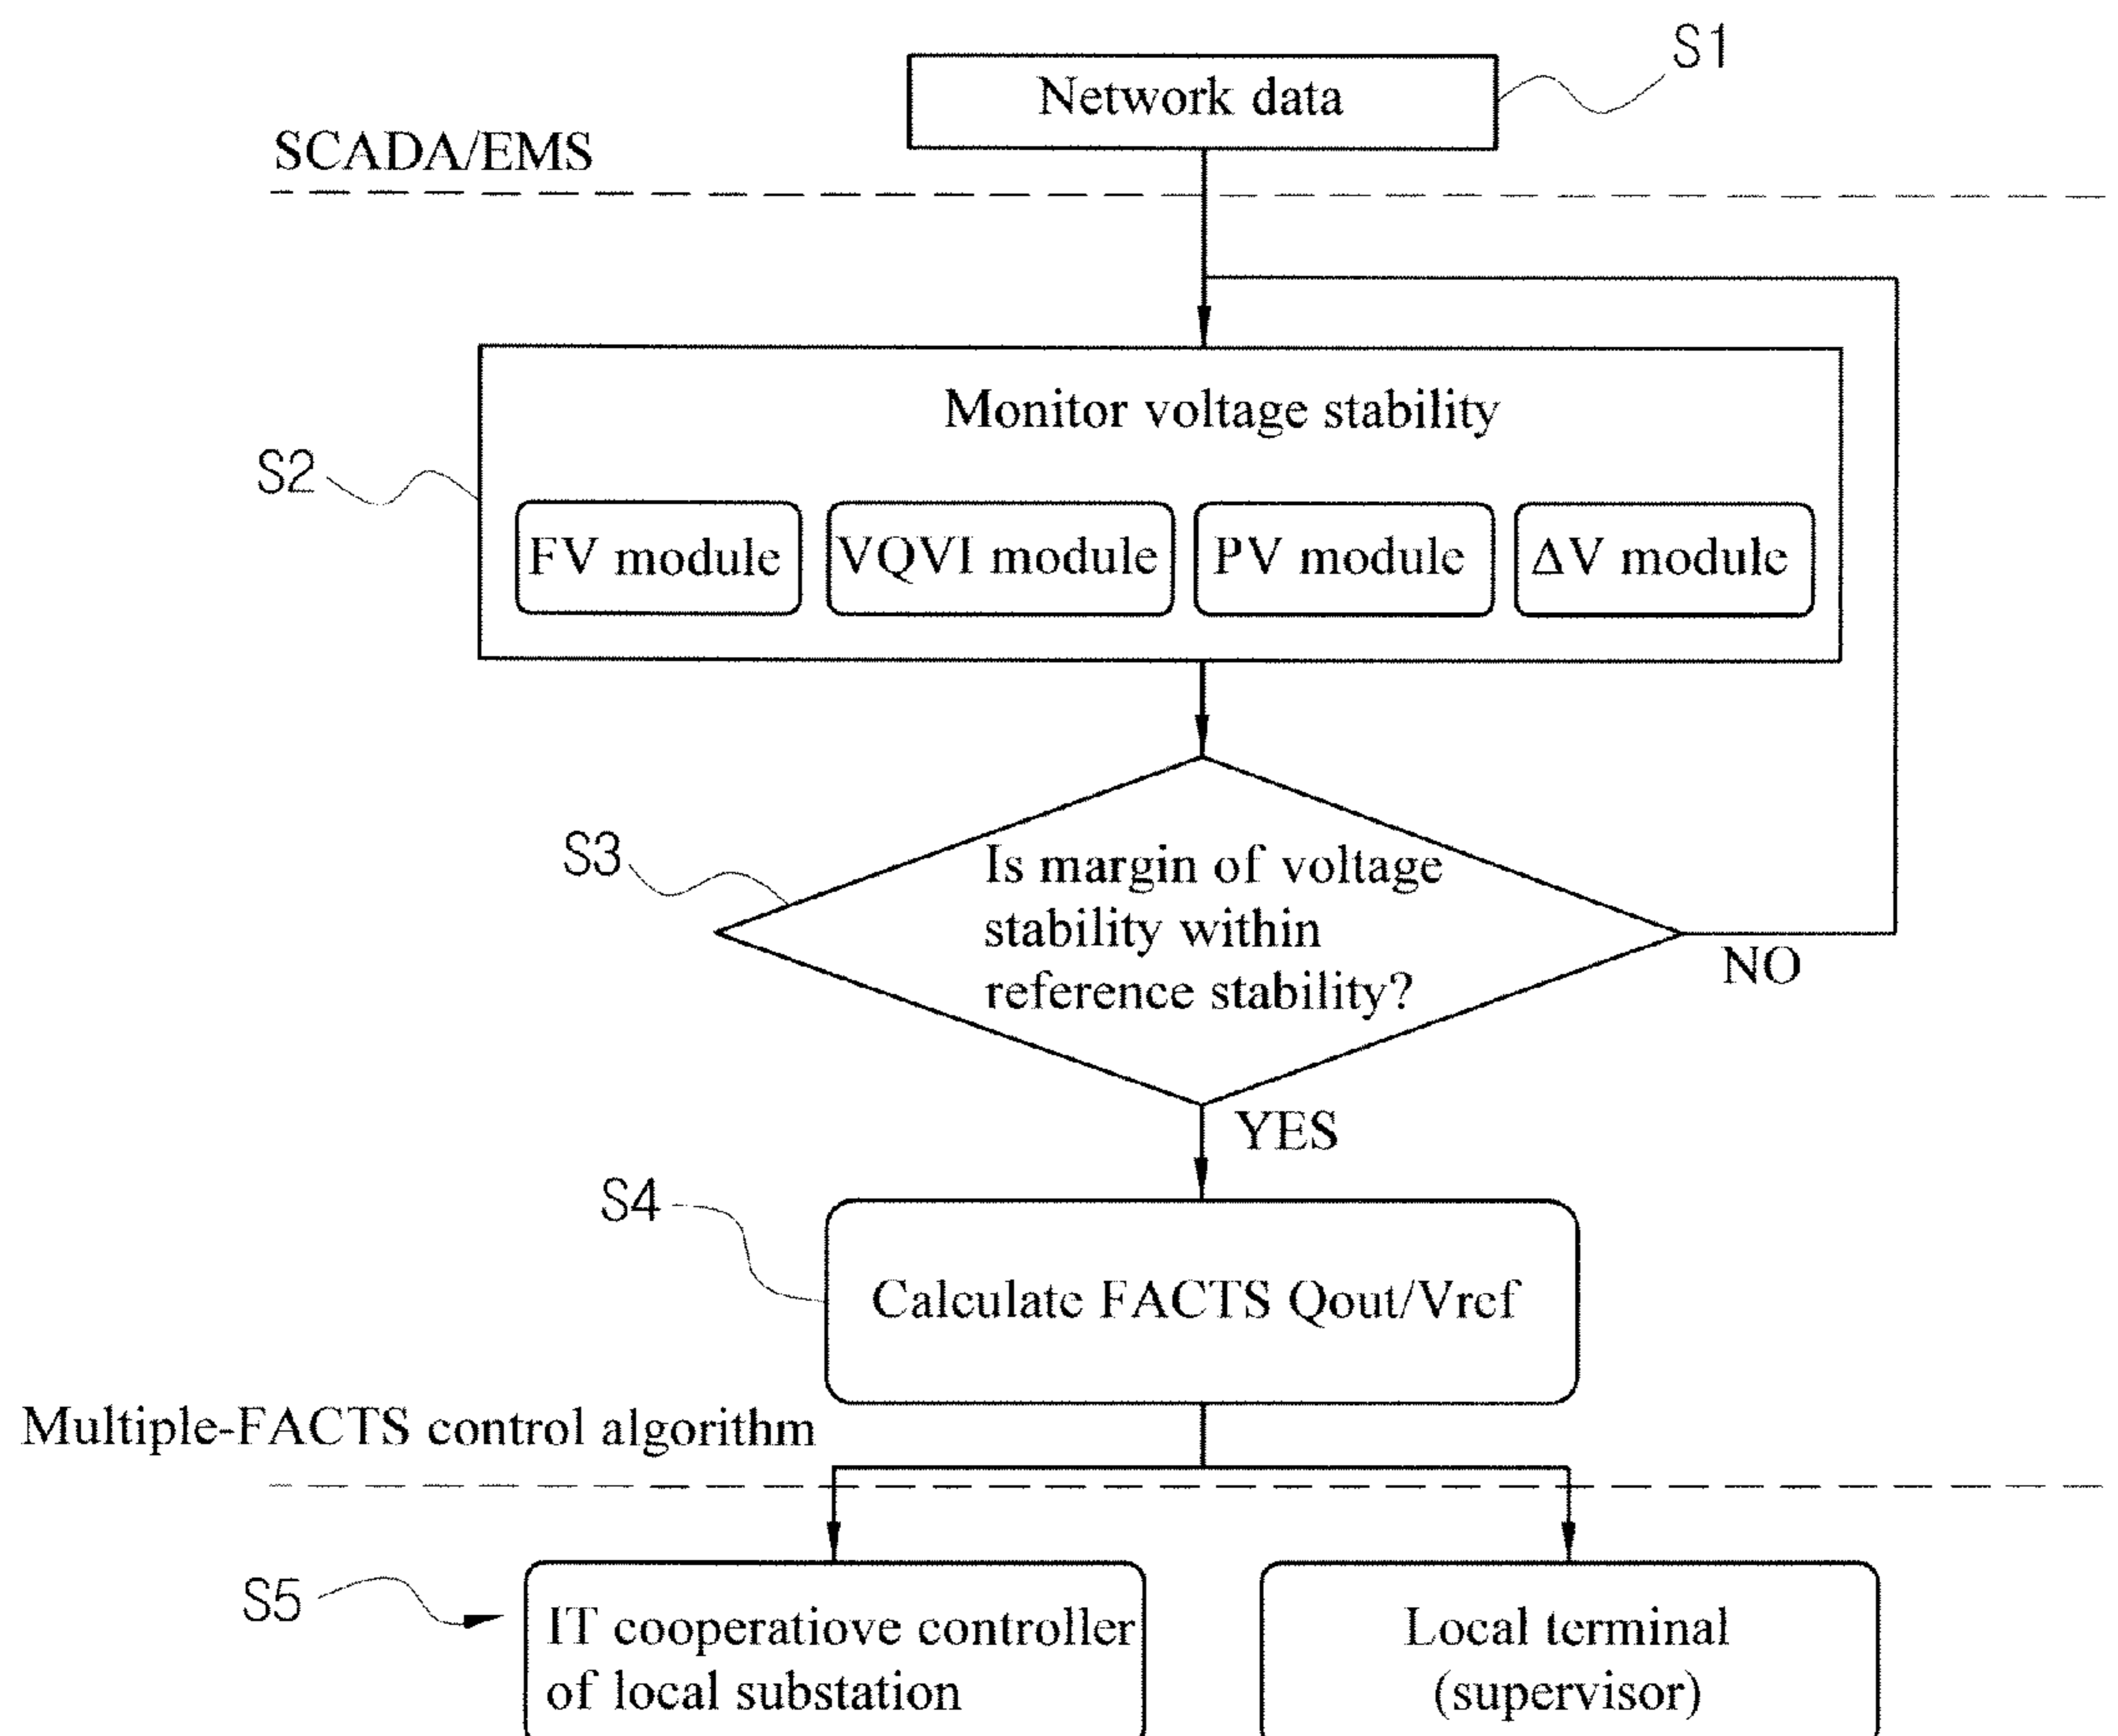 S1
Network data
SCADA/EMS
Monitor voltage stability
S2
FV module
VQVI module
PV module
ΔV module
S3
Is margin of voltage
stability within
reference stability?
NO
YES
S4
Calculate FACTS Qout/Vref
Multiple-FACTS control algorithm
S5
IT cooperatiove controller
of local substation
Local terminal
(supervisor)